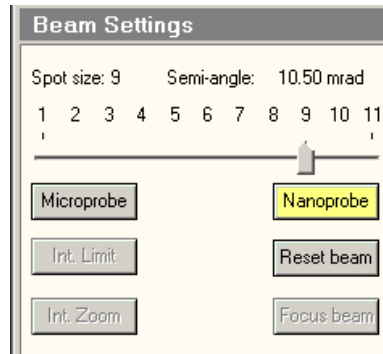 Beam Settings
Spot size: 9 Semi-angle: 10.50 mrad
1 2 3 4 5 6 7 8 9 10 11
Microprobe Nanoprobe
Int. Limit Reset beam
Int. Zoom Focus beam